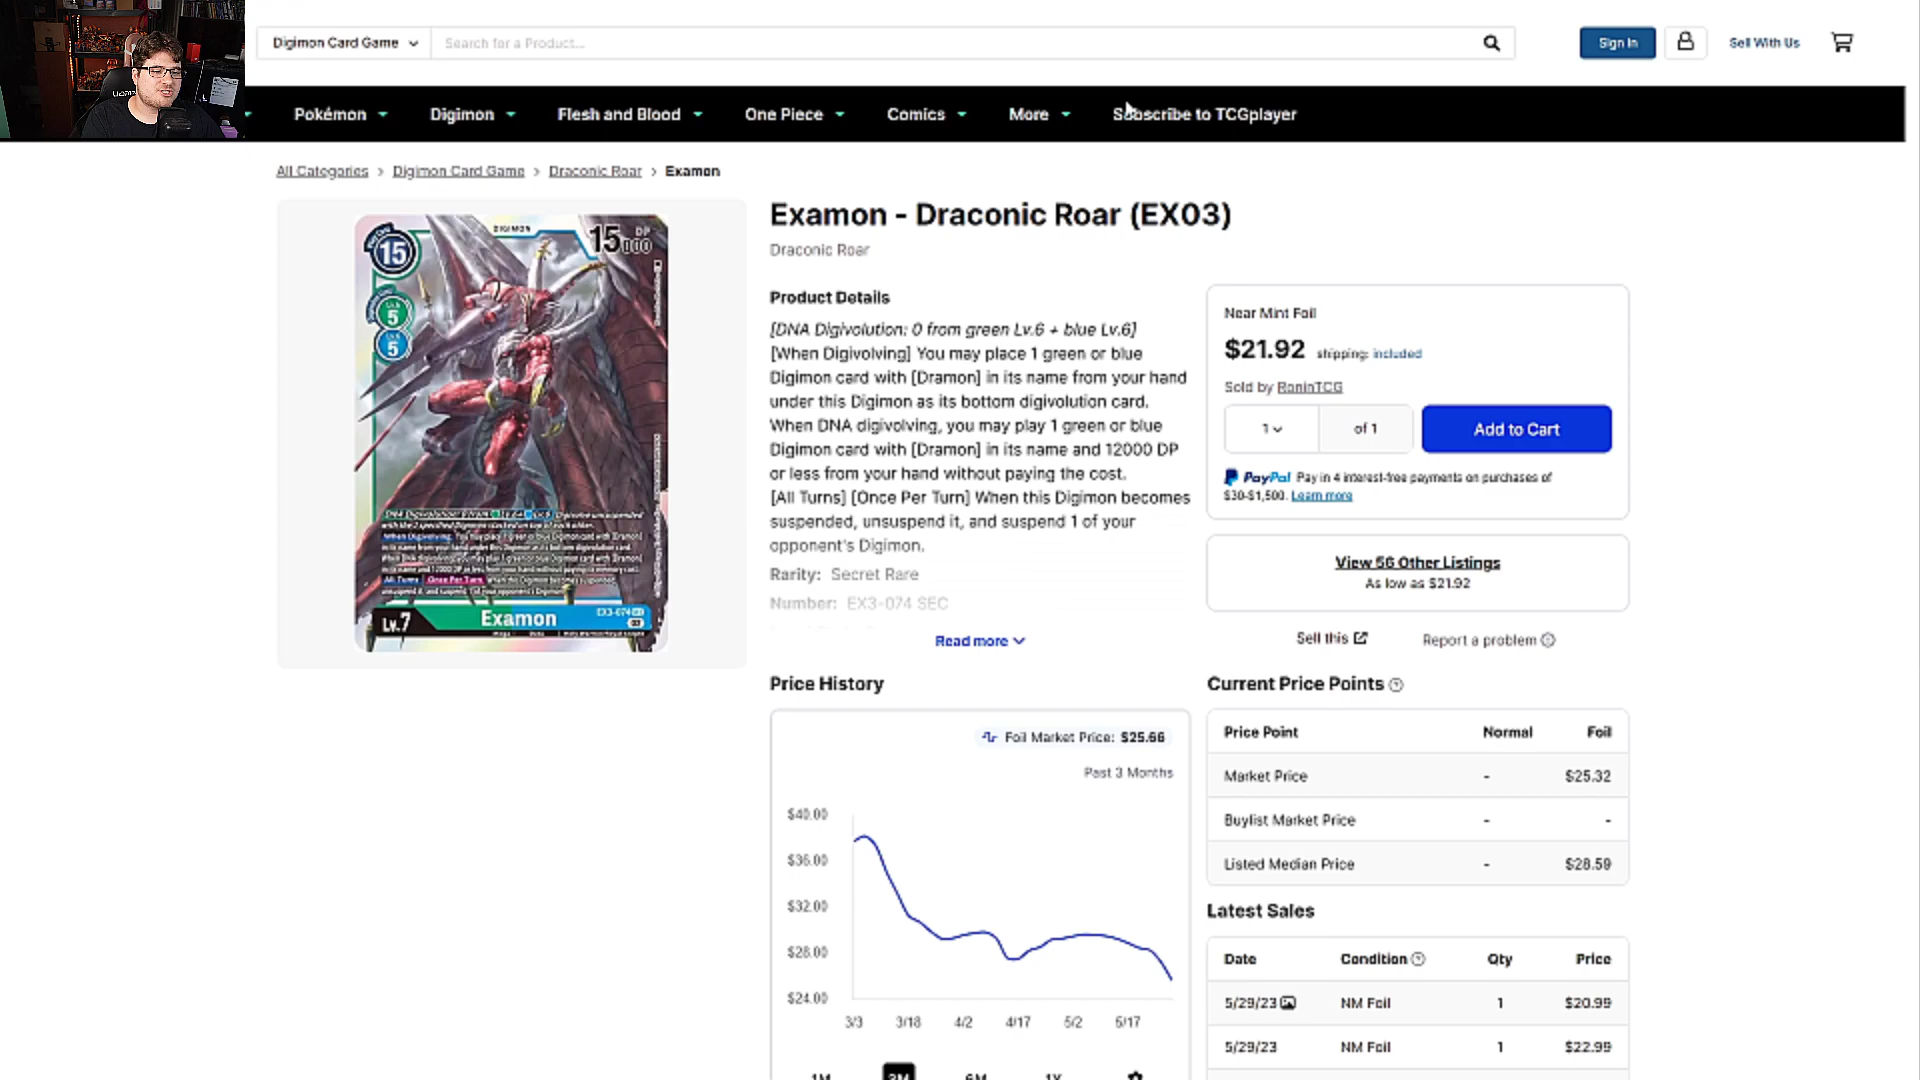 Digimon Card Game
Search for a Product...
Sign In
Sell With Us
Pokémon
Digimon
Flesh and Blood
One Piece
Comics
More
Subscribe to TCGplayer
All Categories > Digimon Card Game > Draconic Roar > Examon
DIGIMON
15
DP
15000
Lv.
5
Lv.
5
All Turns Once Per Turn
Lv.7
Examon
EX3-074
Examon - Draconic Roar (EX03)
Draconic Roar
Product Details
[DNA Digivolution: 0 from green Lv.6 + blue Lv.6]
[When Digivolving] You may place 1 green or blue
Digimon card with [Dramon] in its name from your hand
under this Digimon as its bottom digivolution card.
When DNA digivolving, you may play 1 green or blue
Digimon card with [Dramon] in its name and 12000 DP
or less from your hand without paying the cost.
[All Turns] [Once Per Turn] When this Digimon becomes
suspended, unsuspend it, and suspend 1 of your
opponent's Digimon.
Rarity: Secret Rare
Number: EX3-074 SEC
Read more
Near Mint Foil
$21.92 shipping: included
Sold by RoninTCG
1 of 1
Add to Cart
PayPal Pay in 4 interest-free payments on purchases of
$30-$1,500. Learn more
View 56 Other Listings
As low as $21.92
Sell this
Report a problem
Price History
Foil Market Price: $25.66
Past 3 Months
$40.00
$36.00
$32.00
$28.00
$24.00
3/3 3/18 4/2 4/17 5/2 5/17
1M 3M 6M 1Y
Current Price Points
Price Point Normal Foil
Market Price - $25.32
Buylist Market Price - -
Listed Median Price - $28.59
Latest Sales
Date Condition Qty Price
5/29/23 NM Foil 1 $20.99
5/29/23 NM Foil 1 $22.99